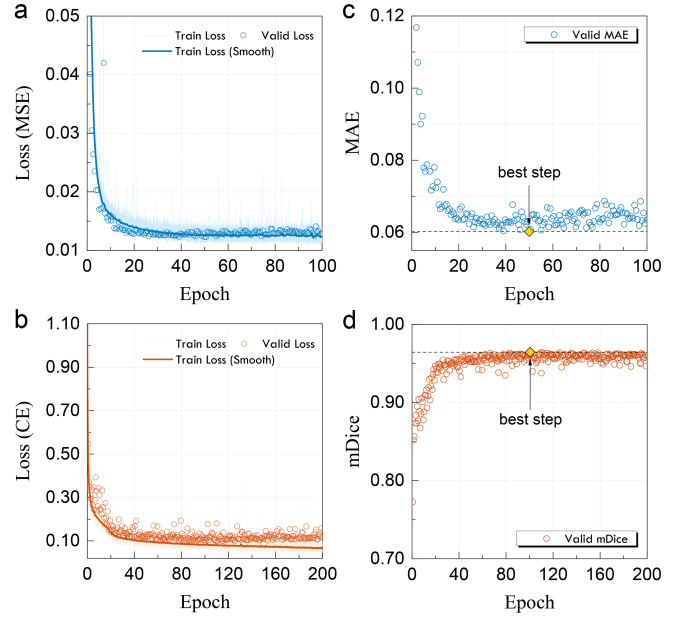 a
Train Loss Valid Loss
Train Loss (Smooth)
0.05
0.04
0.03
0.02
0.01
Loss (MSE)
0 20 40 60 80 100
Epoch
c
Valid MAE
0.12
0.10
0.08
0.06
MAE
best step
0 20 40 60 80 100
Epoch
b
Train Loss Valid Loss
Train Loss (Smooth)
1.10
0.90
0.70
0.50
0.30
0.10
Loss (CE)
0 40 80 120 160 200
Epoch
d
1.00
0.90
0.80
0.70
mDice
best step
Valid mDice
0 40 80 120 160 200
Epoch